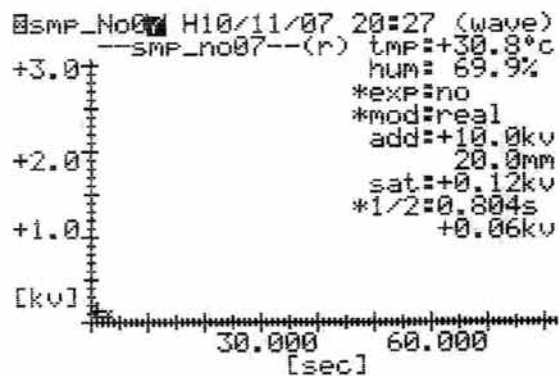 smp_No07 H10/11/07 20:27 (wave)
--smp_no07--(r) tmp:+30.8°c
+3.0 hum: 69.9%
*exp:no
*mod:real
add:+10.0kv
+2.0 20.0mm
sat:+0.12kv
*1/2:0.804s
+1.0 +0.06kv
[kv]
30.000 60.000
[sec]